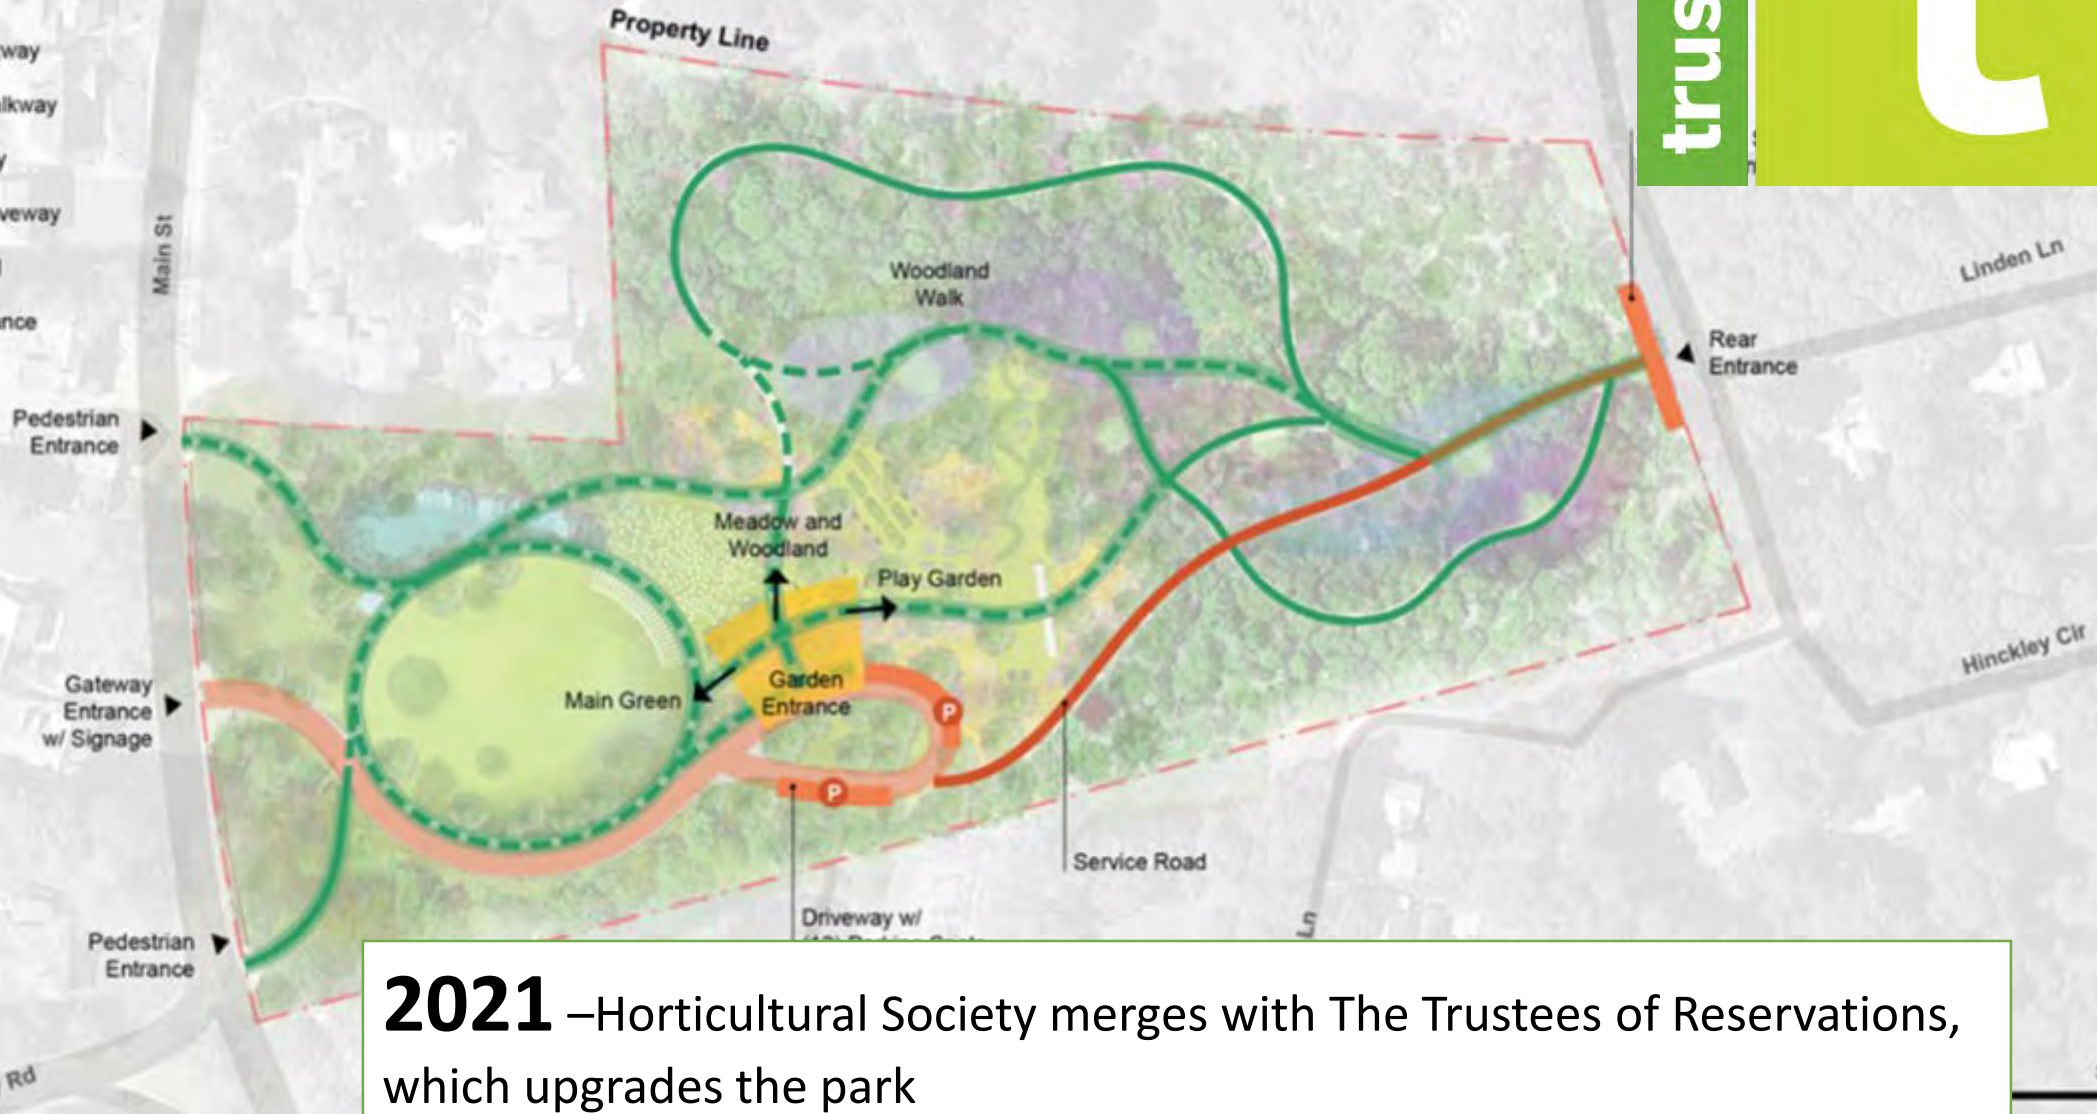 Property Line
trus
t
way
lkway
y
veway
nce
Main St
Woodland
Walk
Linden Ln
Rear
Entrance
Pedestrian
Entrance
Meadow and
Woodland
Play Garden
Hinckley Cir
Gateway
Entrance
w/ Signage
Main Green
Garden
Entrance
P
P
Service Road
Driveway w/
Ln
Pedestrian
Entrance
Rd
2021 –Horticultural Society merges with The Trustees of Reservations,
which upgrades the park